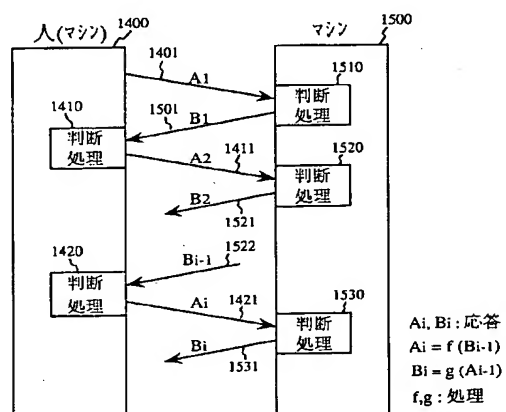 人(マシン) 1400
マシン 1500
1401
A1
1510
判断
処理
1501
B1
1410
判断
処理
A2
1411
1520
判断
処理
B2
1521
1522
Bi-1
1420
判断
処理
Ai
1421
1530
判断
処理
Bi
1531
Ai, Bi : 応答
Ai = f (Bi-1)
Bi = g (Ai-1)
f,g : 処理